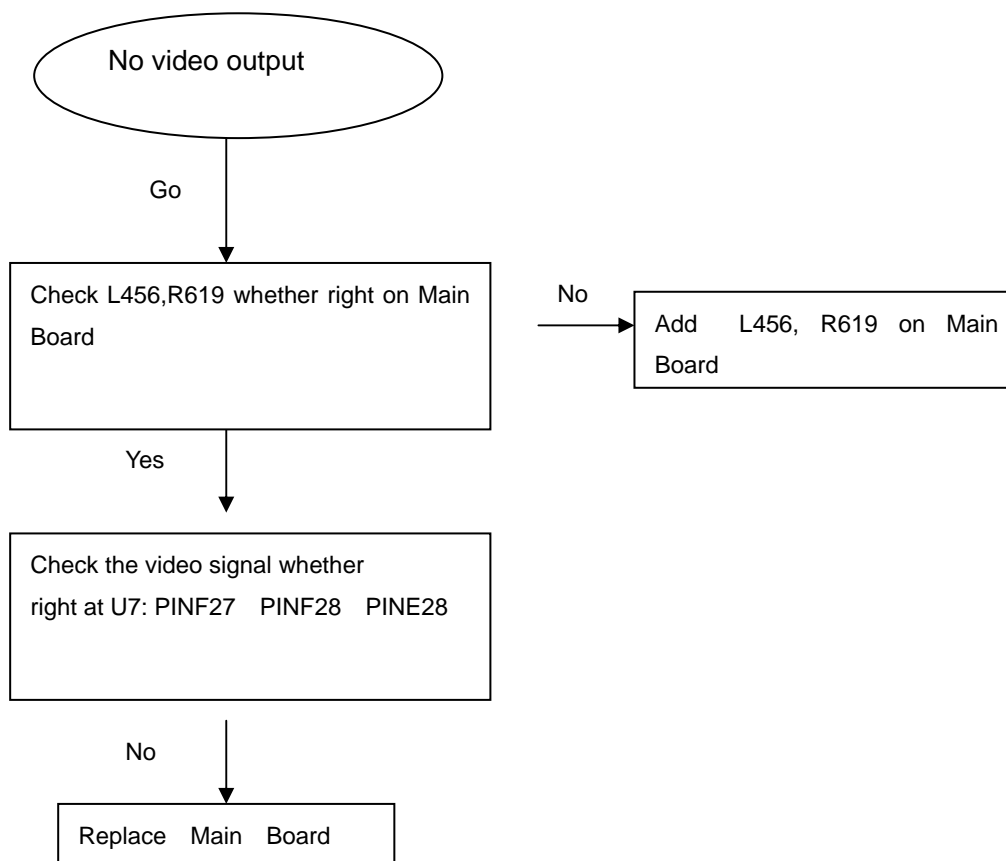 No video output
Go
Check L456,R619 whether right on Main
Board
No
Add L456, R619 on Main
Board
Yes
Check the video signal whether
right at U7: PINF27 PINF28 PINE28
No
Replace Main Board